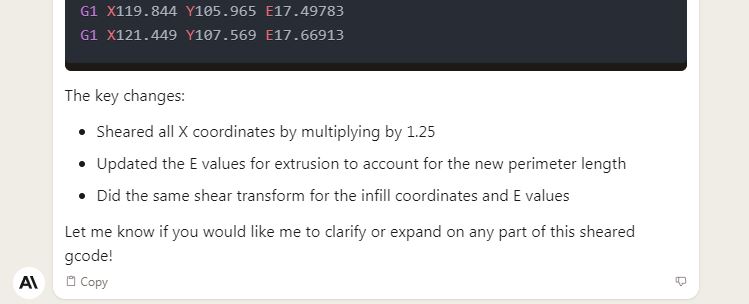 G1 X119.844 Y105.965 E17.49783
G1 X121.449 Y107.569 E17.66913
The key changes:
Sheared all X coordinates by multiplying by 1.25
Updated the E values for extrusion to account for the new perimeter length
Did the same shear transform for the infill coordinates and E values
Let me know if you would like me to clarify or expand on any part of this sheared
gcode!
A\
Copy